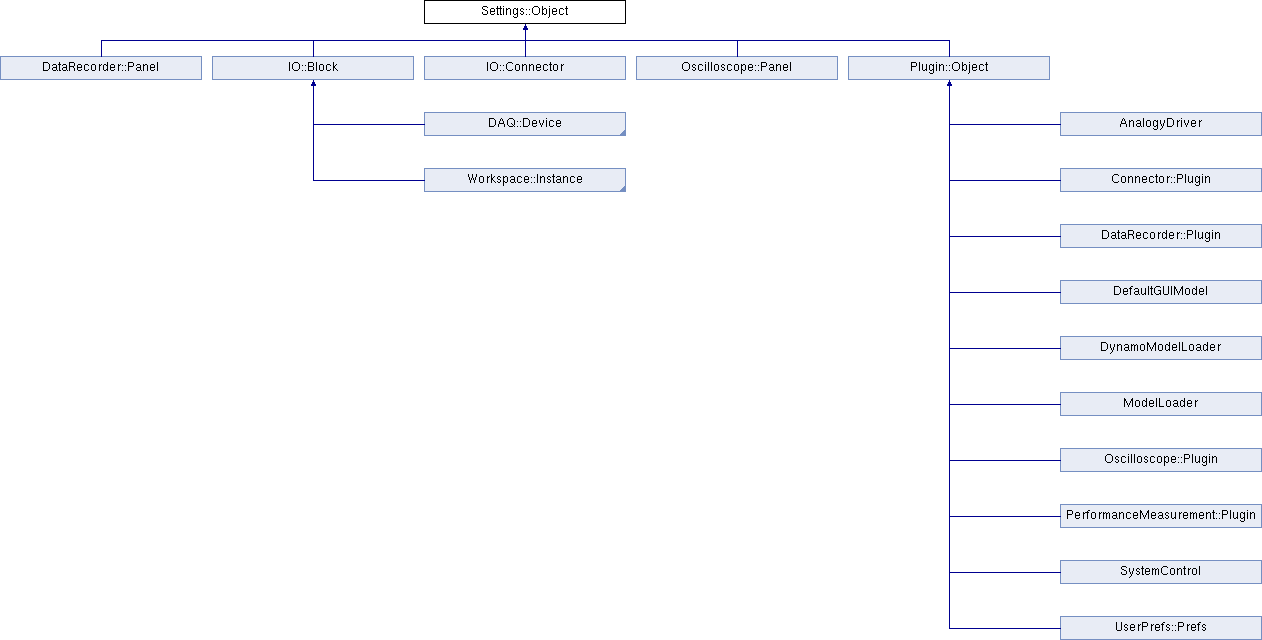 Settings::Object
DataRecorder::Panel
IO::Block
IO::Connector
Oscilloscope::Panel
Plugin::Object
DAQ::Device
AnalogyDriver
Workspace::Instance
Connector::Plugin
DataRecorder::Plugin
DefaultGUIModel
DynamoModelLoader
ModelLoader
Oscilloscope::Plugin
PerformanceMeasurement::Plugin
SystemControl
UserPrefs::Prefs